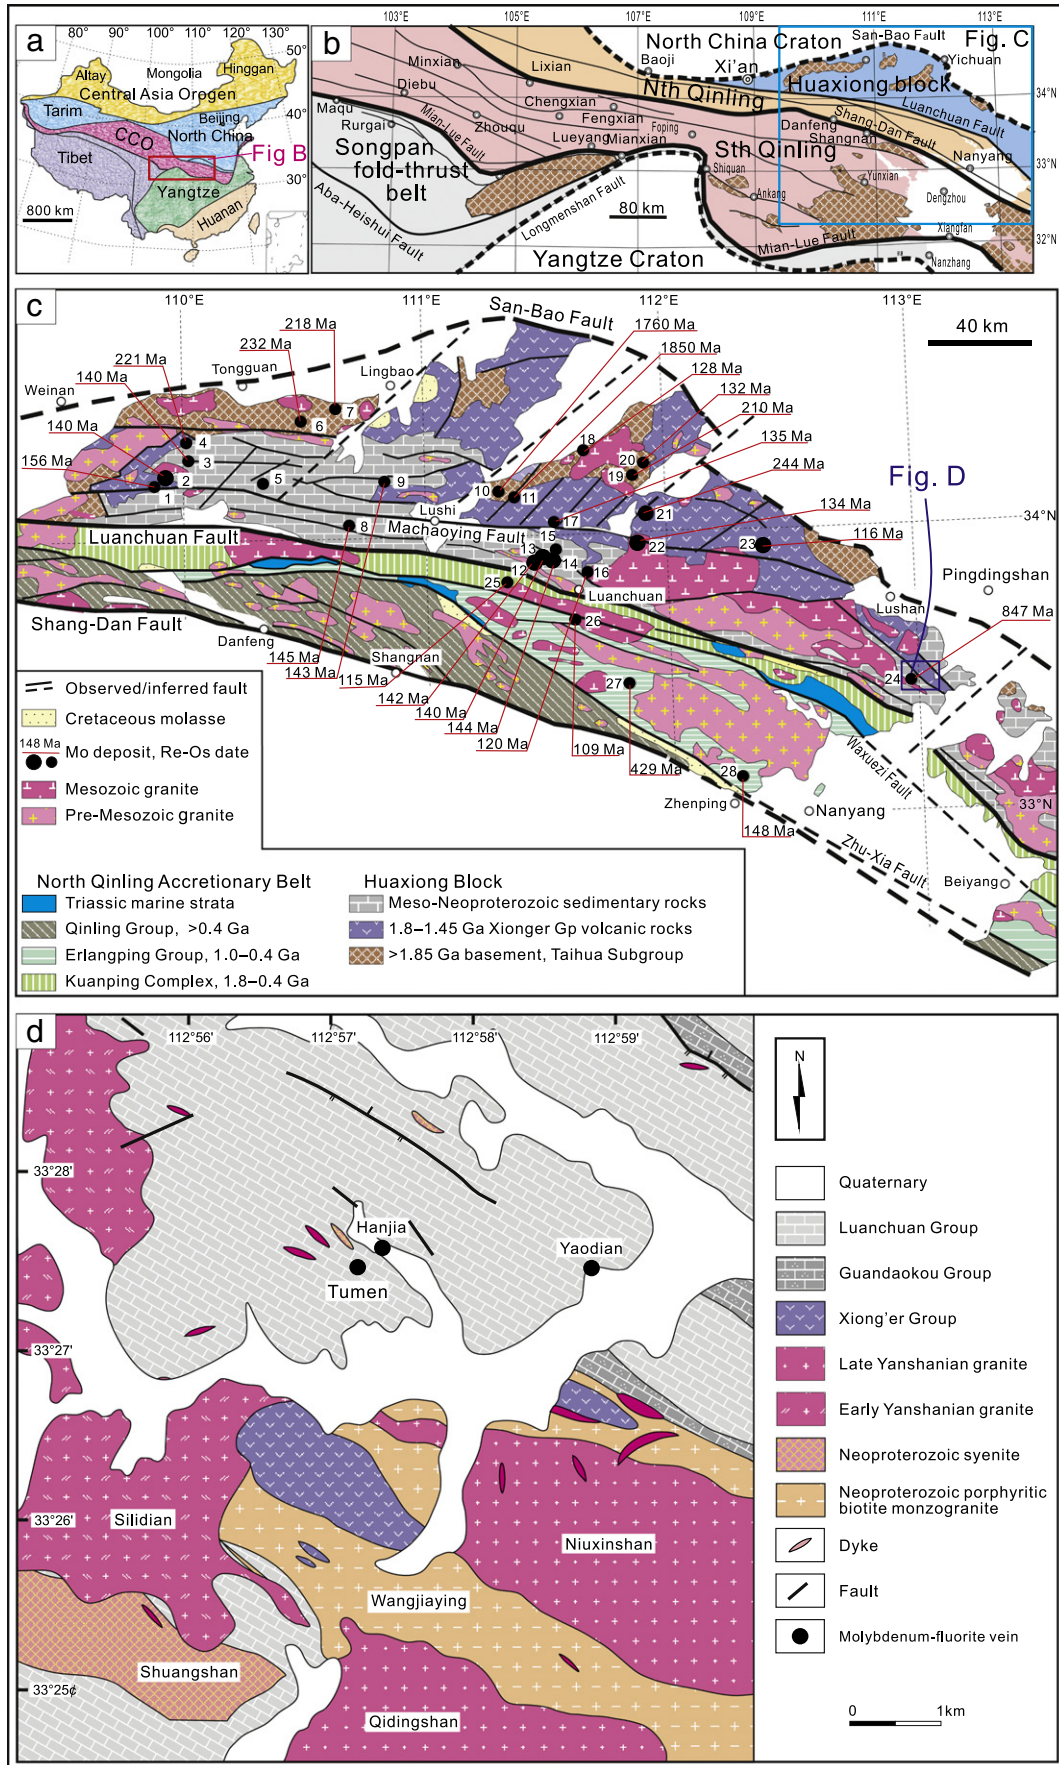 a
80° 90° 100° 110° 120° 130°
50°
40°
30°
Altay
Mongolia
Hinggan
Central Asia Orogen
Tarim
Beijing
CCO
North China
Tibet
Fig B
Yangtze
Huanan
800 km
b
103°E 105°E 107°E 109°E 111°E 113°E
34°N
33°N
32°N
North China Craton
San-Bao Fault
Fig. C
Minxian
Lixian
Baoji
Xi'an
Yichuan
Diebu
Huaxiong block
Nth Qinling
Maqu
Chengxian
Luanchuan Fault
Rurgai
Zhouqu
Fengxian
Foping
Danfeng
Shang-Dan Fault
Mian-Lue Fault
Lueyang
Mianxian
Shangnan
Songpan
fold-thrust
belt
Sth Qinling
Nanyang
Shiquan
Yunxian
Ankang
Dengzhou
Aba-Heishui Fault
Longmenshan Fault
80 km
Xiangfan
Mian-Lue Fault
Yangtze Craton
Nanzhang
c
110°E 111°E 112°E 113°E
San-Bao Fault
40 km
218 Ma
232 Ma
221 Ma
140 Ma
140 Ma
156 Ma
1760 Ma
1850 Ma
128 Ma
132 Ma
210 Ma
135 Ma
244 Ma
134 Ma
116 Ma
847 Ma
Weinan
Tongguan
Lingbao
Lushi
Machaoying Fault
Luanchuan Fault
Luanchuan
Shang-Dan Fault
Danfeng
Shangnan
Fig. D
34°N
Pingdingshan
Lushan
1
2
3
4
5
6
7
8
9
10
11
12
13
14
15
16
17
18
19
20
21
22
23
24
25
26
27
28
145 Ma
143 Ma
115 Ma
142 Ma
140 Ma
144 Ma
120 Ma
109 Ma
429 Ma
148 Ma
Zhenping
Nanyang
Waxuezi Fault
Zhu-Xia Fault
33°N
Beiyang
Observed/inferred fault
Cretaceous molasse
148 Ma
Mo deposit, Re-Os date
Mesozoic granite
Pre-Mesozoic granite
North Qinling Accretionary Belt
Triassic marine strata
Qinling Group, >0.4 Ga
Erlangping Group, 1.0–0.4 Ga
Kuanping Complex, 1.8–0.4 Ga
Huaxiong Block
Meso-Neoproterozoic sedimentary rocks
1.8–1.45 Ga Xionger Gp volcanic rocks
>1.85 Ga basement, Taihua Subgroup
d
112°56' 112°57' 112°58' 112°59'
33°28'
33°27'
33°26'
33°25¢
Hanjia
Tumen
Yaodian
Silidian
Niuxinshan
Wangjiaying
Shuangshan
Qidingshan
N
Quaternary
Luanchuan Group
Guandaokou Group
Xiong'er Group
Late Yanshanian granite
Early Yanshanian granite
Neoproterozoic syenite
Neoproterozoic porphyritic
biotite monzogranite
Dyke
Fault
Molybdenum-fluorite vein
0 1km